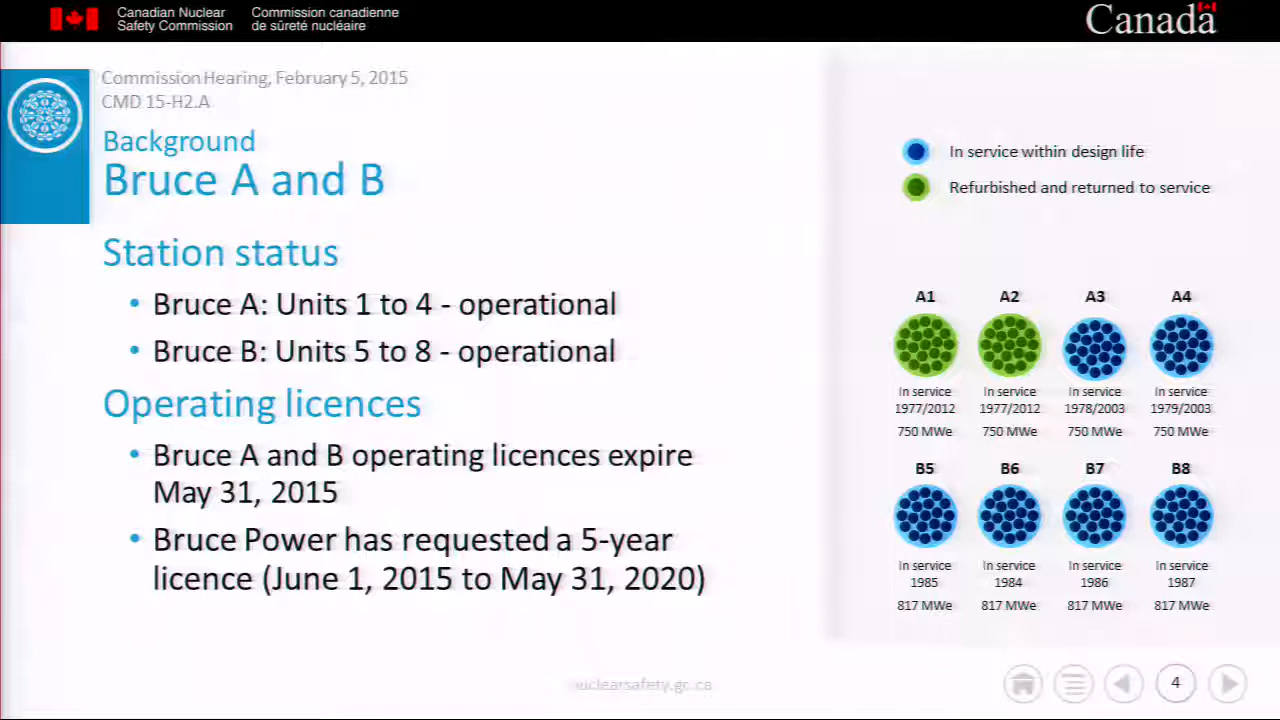 Canadian Nuclear Safety Commission
Commission canadienne de sûreté nucléaire
Canada
Commission Hearing, February 5, 2015
CMD 15-H2.A
Background
Bruce A and B
Station status
• Bruce A: Units 1 to 4 - operational
• Bruce B: Units 5 to 8 - operational
Operating licences
• Bruce A and B operating licences expire
May 31, 2015
• Bruce Power has requested a 5-year
licence (June 1, 2015 to May 31, 2020)
In service within design life
Refurbished and returned to service
A1 A2 A3 A4
In service In service In service In service
1977/2012 1977/2012 1978/2003 1979/2003
750 MWe 750 MWe 750 MWe 750 MWe
B5 B6 B7 B8
In service In service In service In service
1985 1984 1986 1987
817 MWe 817 MWe 817 MWe 817 MWe
nuclearsafety.gc.ca
4